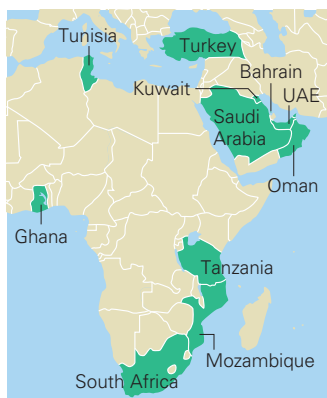 Tunisia
Turkey
Bahrain
Kuwait
UAE
Saudi
Arabia
Oman
Ghana
Tanzania
Mozambique
South Africa